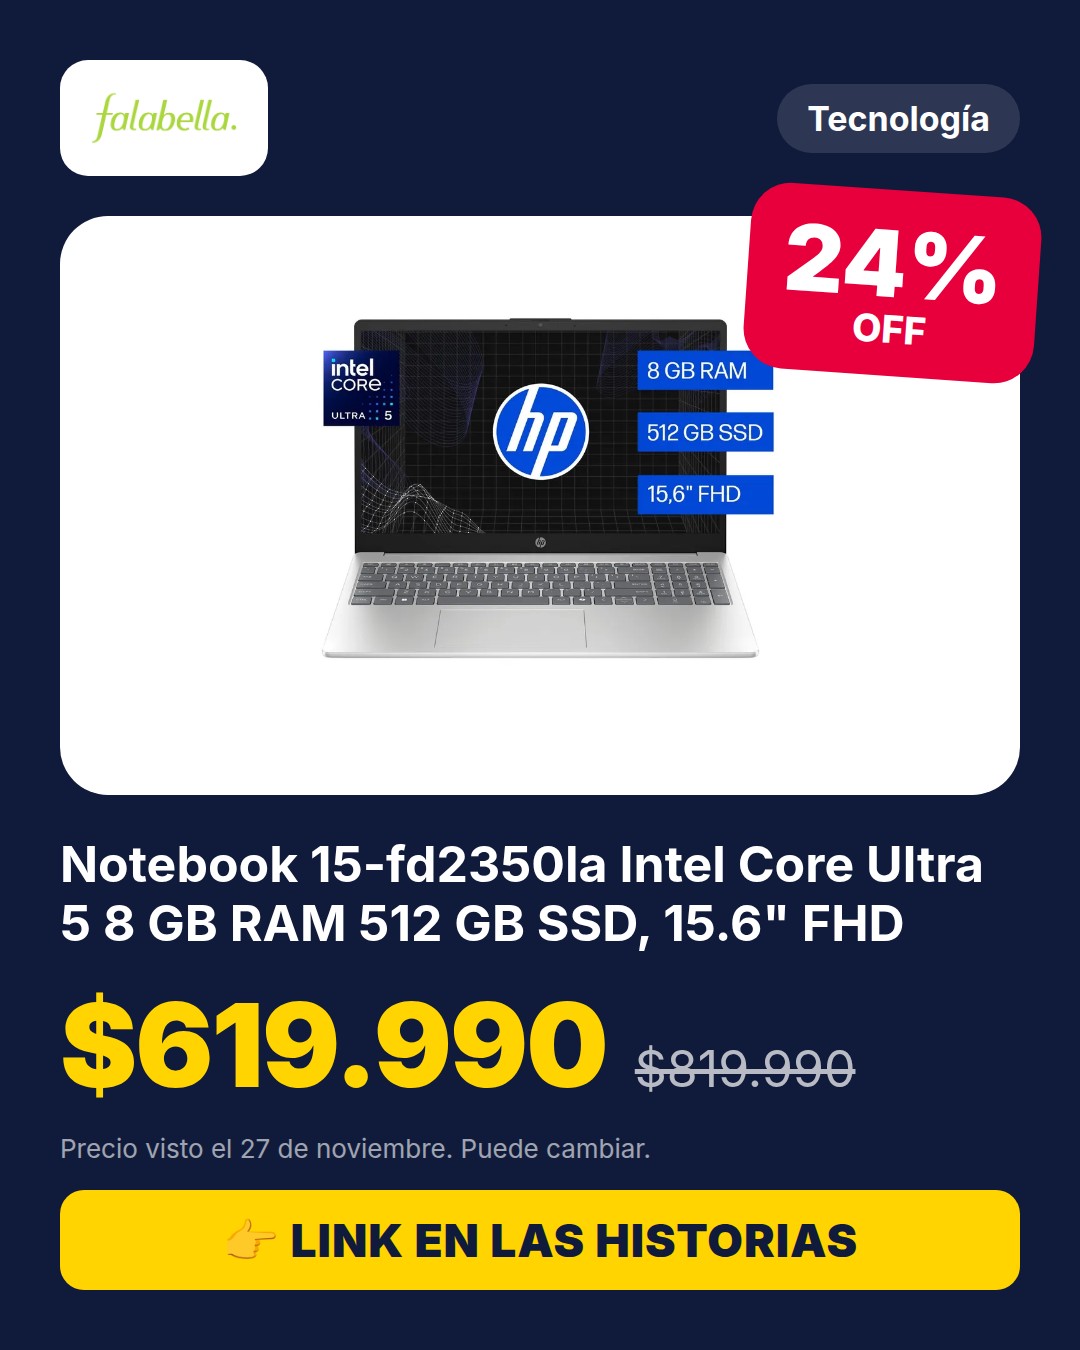 falabella.
Tecnología
24%
OFF
intel
CORE
ULTRA 5
hp
8 GB RAM
512 GB SSD
15,6" FHD
hp
Notebook 15-fd2350la Intel Core Ultra
5 8 GB RAM 512 GB SSD, 15.6" FHD
$619.990 $819.990
Precio visto el 27 de noviembre. Puede cambiar.
👉 LINK EN LAS HISTORIAS